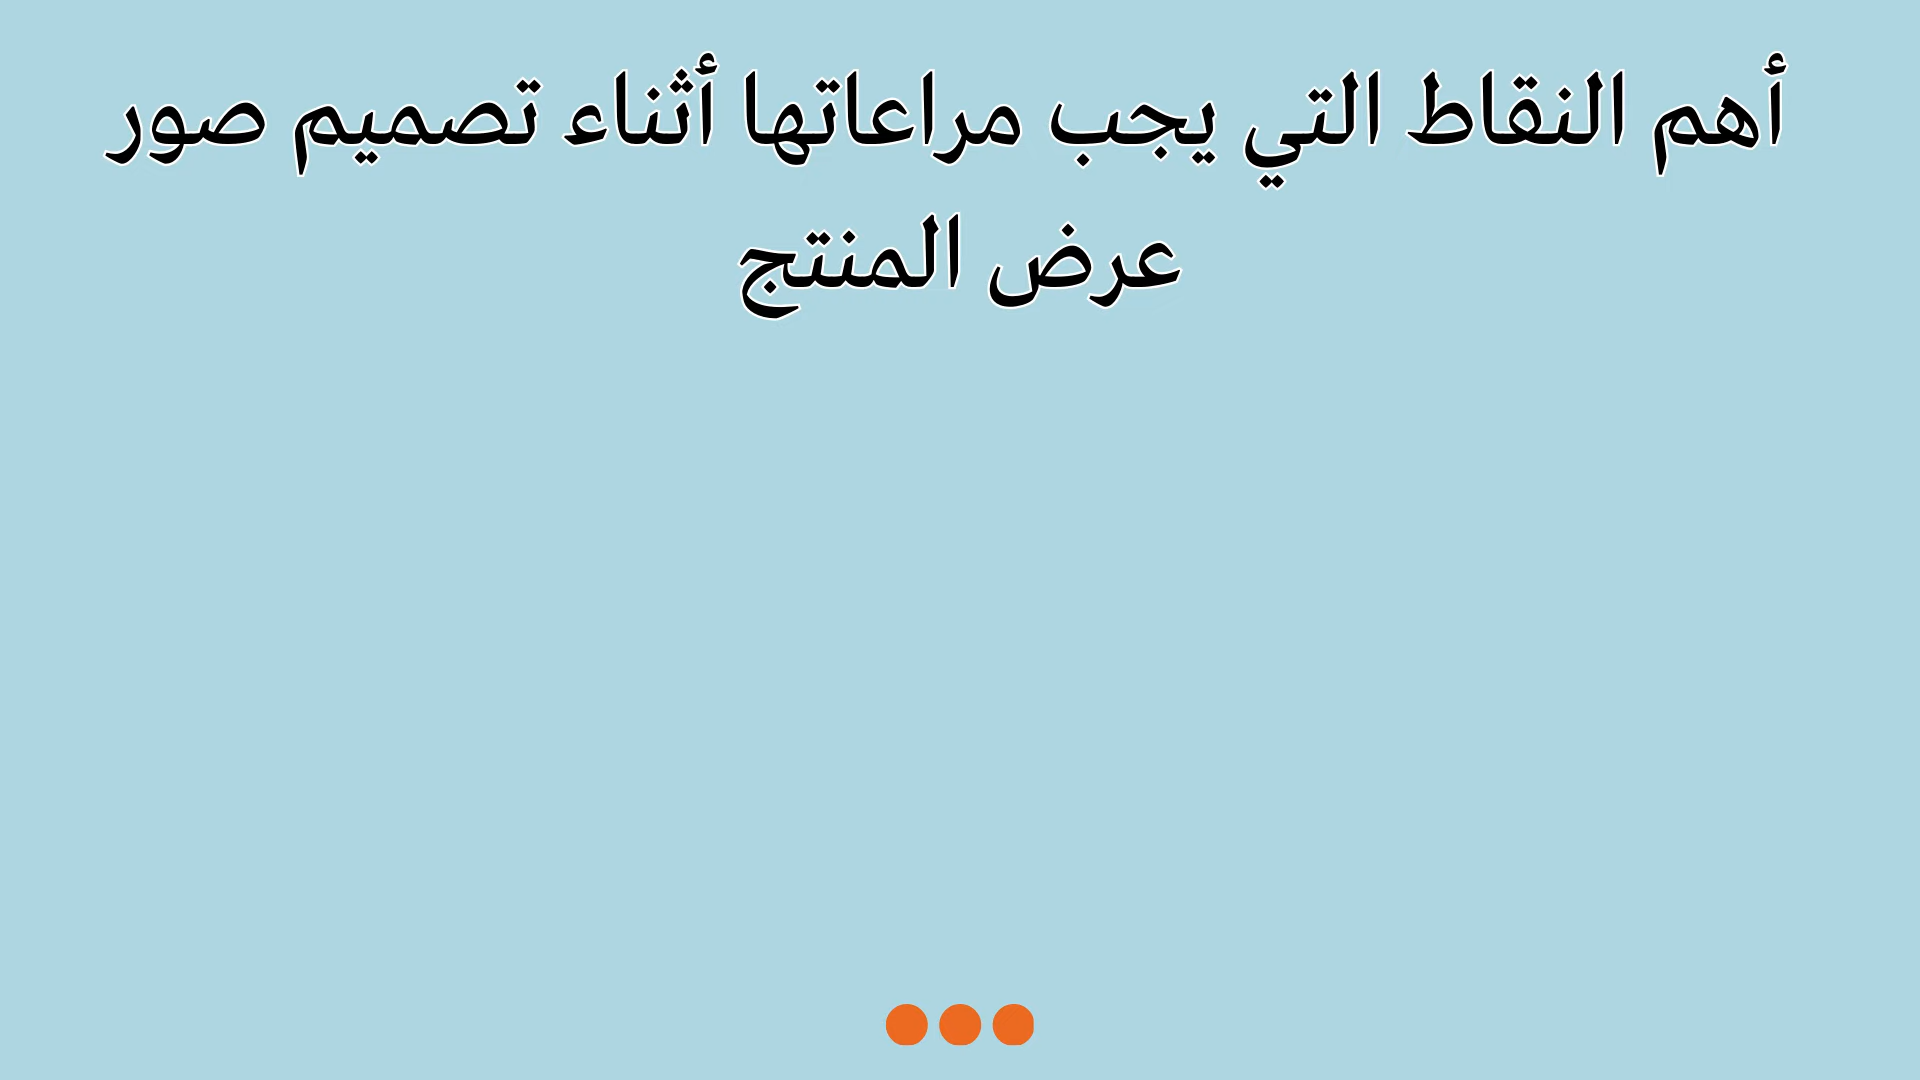 أهم النقاط التي يجب مراعاتها أثناء تصميم صور
عرض المنتج